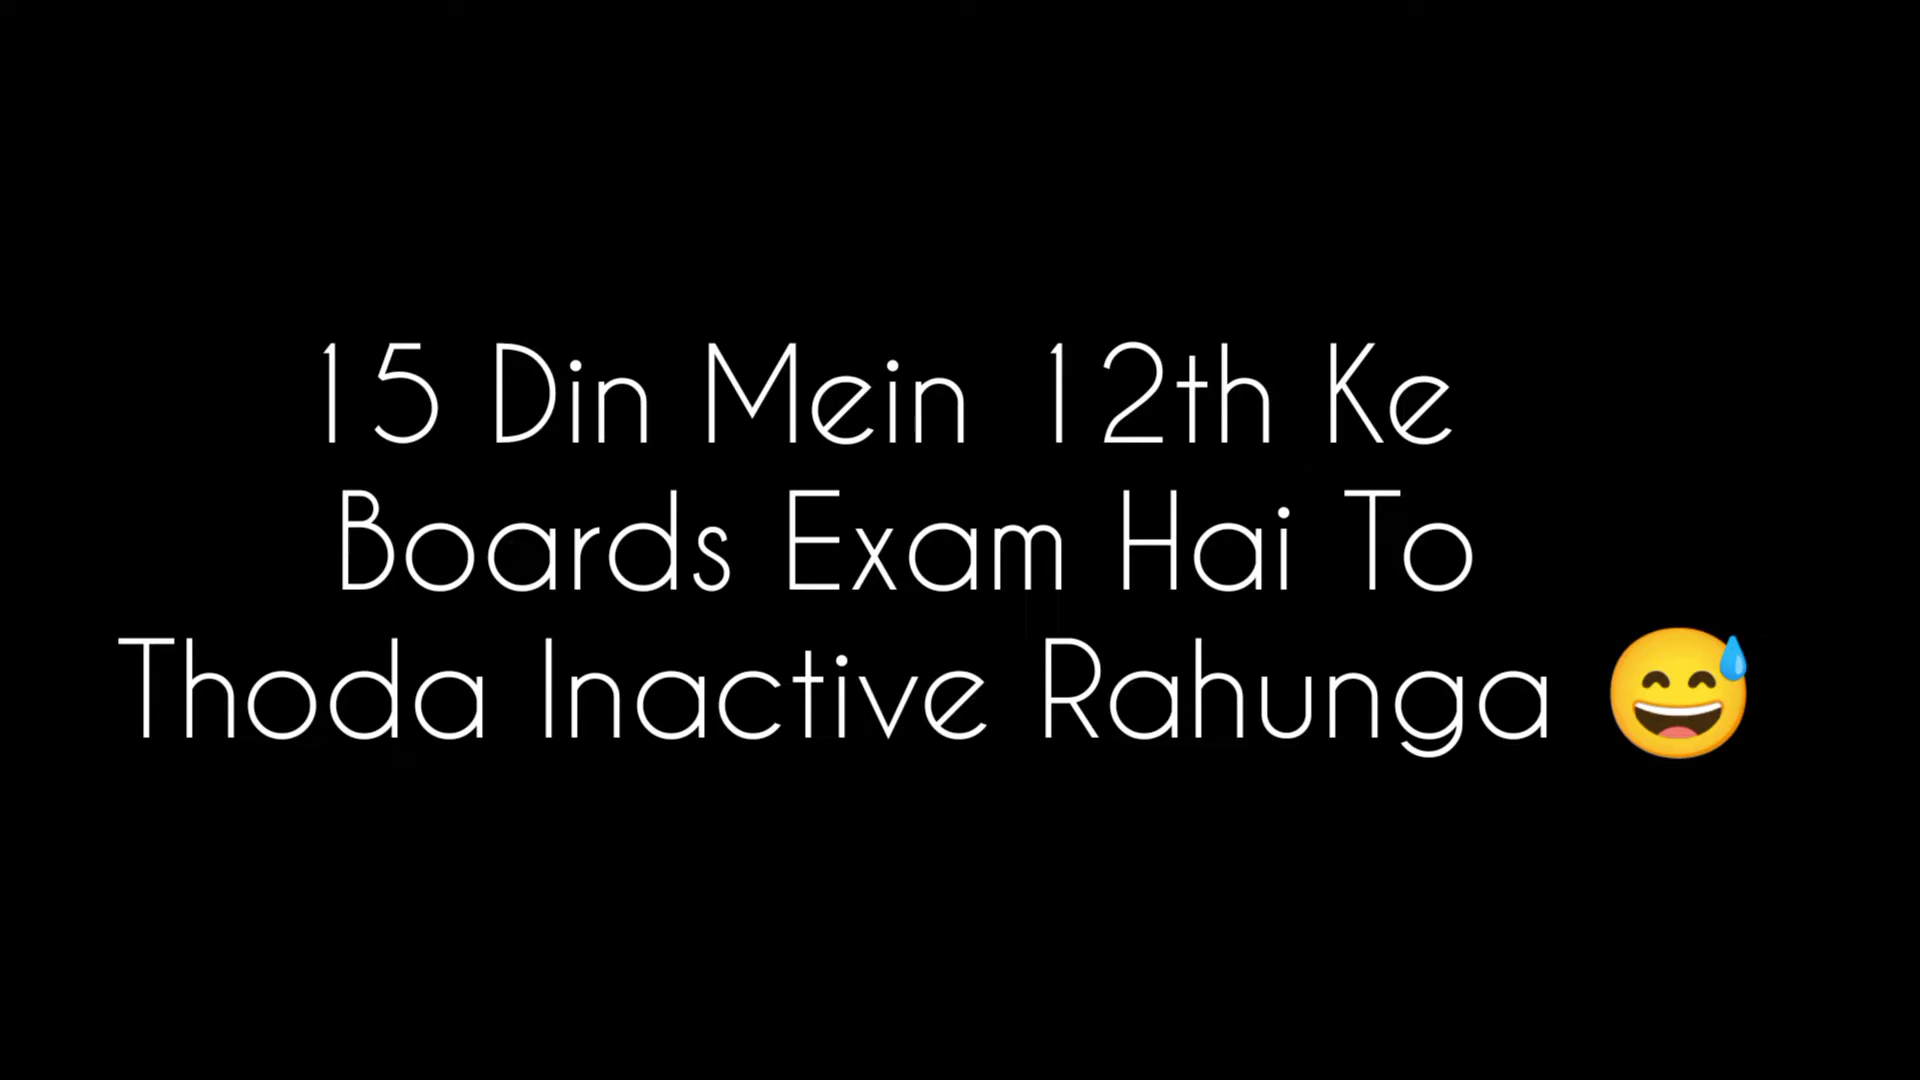 15 Din Mein 12th Ke
Boards Exam Hai To
Thoda Inactive Rahunga 😅